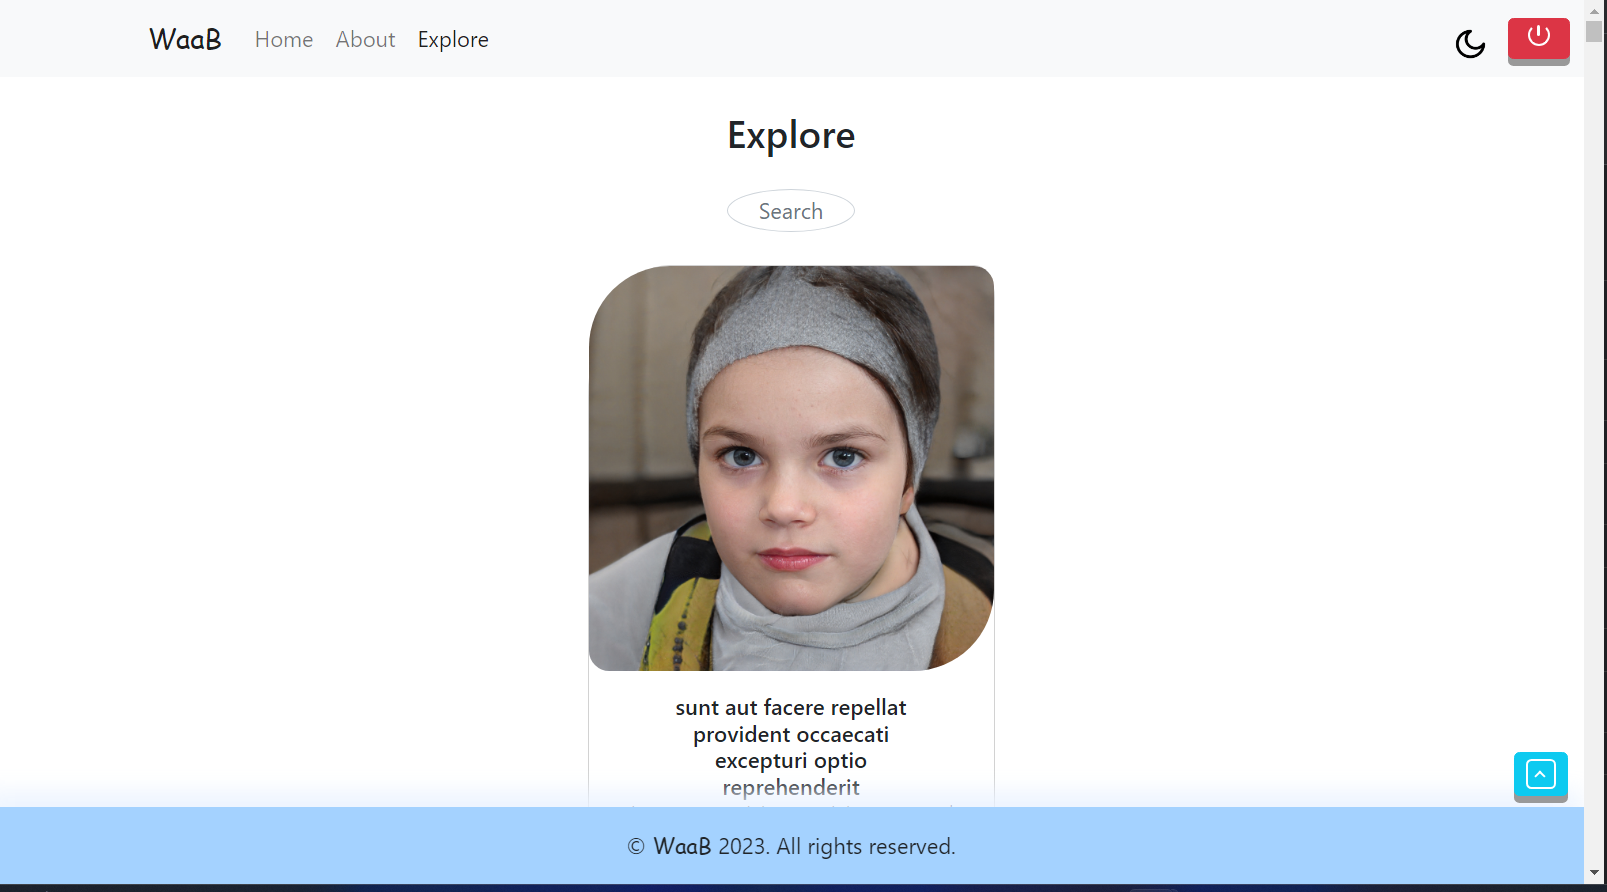 WaaB Home About Explore
Explore
Search
sunt aut facere repellat
provident occaecati
excepturi optio
reprehenderit
© WaaB 2023. All rights reserved.